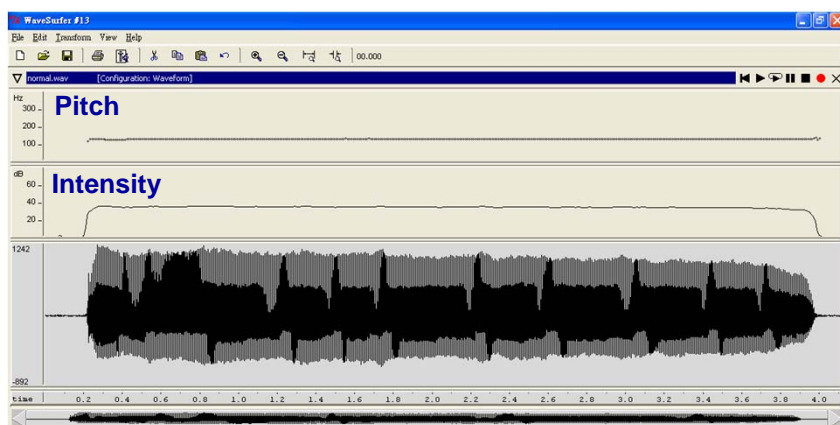 WaveSurfer #13
File Edit Transform View Help
00.000
normal.wav [Configuration: Waveform]
Hz
Pitch
300
200
100
dB
Intensity
60
40
20
1242
-892
time 0.2 0.4 0.6 0.8 1.0 1.2 1.4 1.6 1.8 2.0 2.2 2.4 2.6 2.8 3.0 3.2 3.4 3.6 3.8 4.0